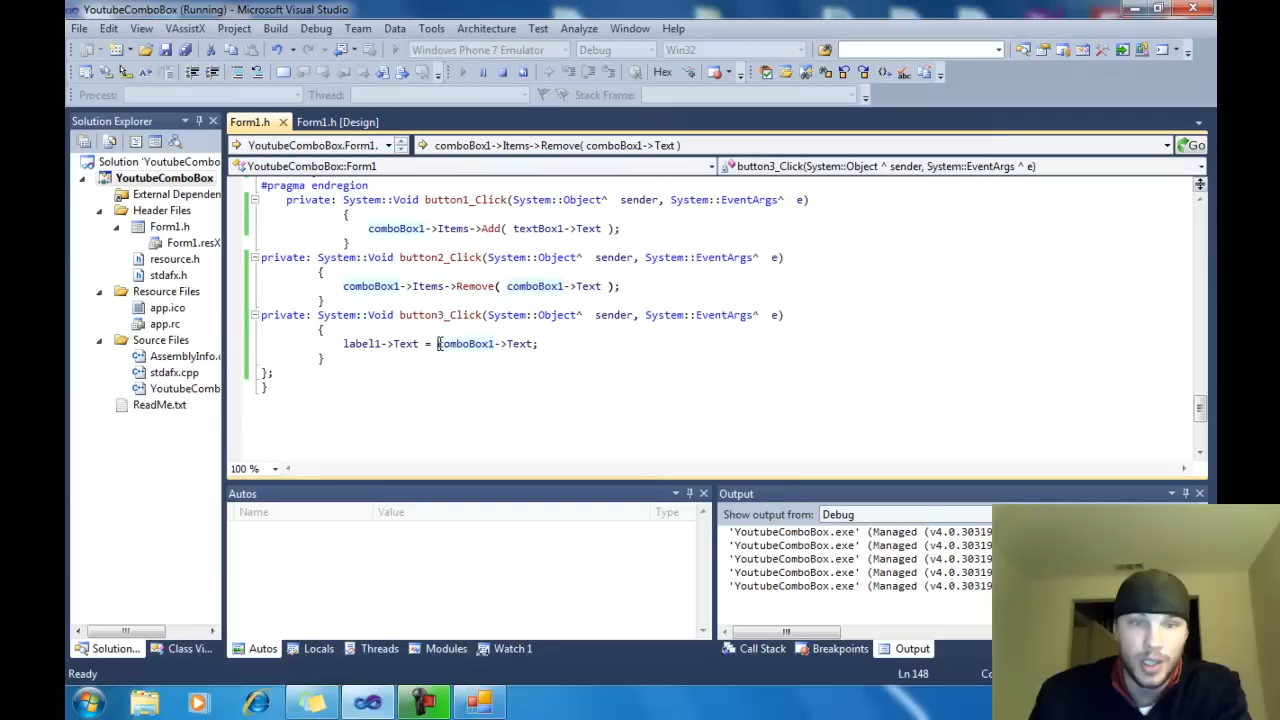 YoutubeComboBox (Running) - Microsoft Visual Studio
File Edit View VAssistX Project Build Debug Team Data Tools Architecture Test Analyze Window Help
Windows Phone 7 Emulator Debug Win32
Hex
Process: Thread: Stack Frame:
Solution Explorer
Form1.h Form1.h [Design]
YoutubeComboBox.Form1. comboBox1->Items->Remove( comboBox1->Text ) Go
YoutubeComboBox::Form1 button3_Click(System::Object ^ sender, System::EventArgs ^ e)
Solution 'YoutubeCombo
YoutubeComboBox
External Dependen
Header Files
Form1.h
Form1.resX
resource.h
stdafx.h
Resource Files
app.ico
app.rc
Source Files
AssemblyInfo.c
stdafx.cpp
YoutubeComb
ReadMe.txt
#pragma endregion
private: System::Void button1_Click(System::Object^ sender, System::EventArgs^ e)
{
comboBox1->Items->Add( textBox1->Text );
}
private: System::Void button2_Click(System::Object^ sender, System::EventArgs^ e)
{
comboBox1->Items->Remove( comboBox1->Text );
}
private: System::Void button3_Click(System::Object^ sender, System::EventArgs^ e)
{
label1->Text = comboBox1->Text;
}
};
}
100 %
Autos
Name Value Type
Output
Show output from: Debug
'YoutubeComboBox.exe' (Managed (v4.0.30319
'YoutubeComboBox.exe' (Managed (v4.0.30319
'YoutubeComboBox.exe' (Managed (v4.0.30319
'YoutubeComboBox.exe' (Managed (v4.0.30319
'YoutubeComboBox.exe' (Managed (v4.0.30319
Solution... Class Vi... Autos Locals Threads Modules Watch 1 Call Stack Breakpoints Output
Ready Ln 148